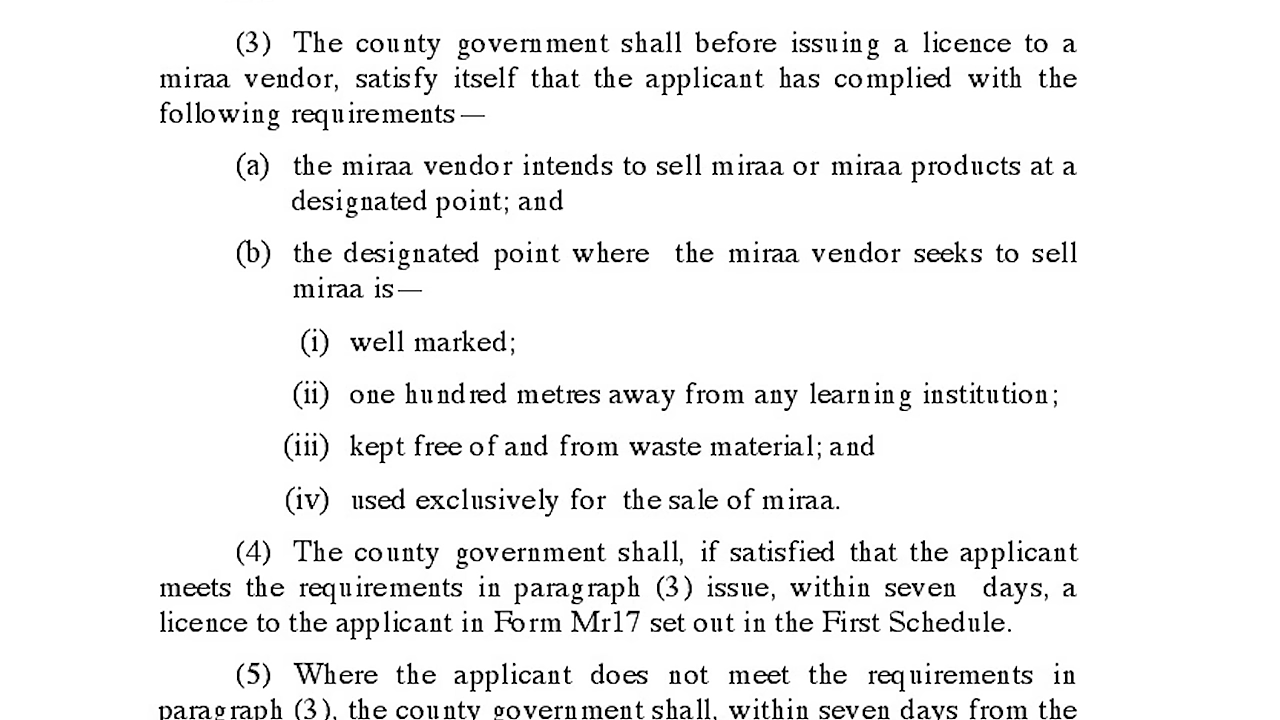 (3) The county government shall before issuing a licence to a
miraa vendor, satisfy itself that the applicant has complied with the
following requirements—
(a) the miraa vendor intends to sell miraa or miraa products at a
designated point; and
(b) the designated point where the miraa vendor seeks to sell
miraa is—
(i) well marked;
(ii) one hundred metres away from any learning institution;
(iii) kept free of and from waste material; and
(iv) used exclusively for the sale of miraa.
(4) The county government shall, if satisfied that the applicant
meets the requirements in paragraph (3) issue, within seven days, a
licence to the applicant in Form Mr17 set out in the First Schedule.
(5) Where the applicant does not meet the requirements in
paragraph (3), the county government shall, within seven days from the